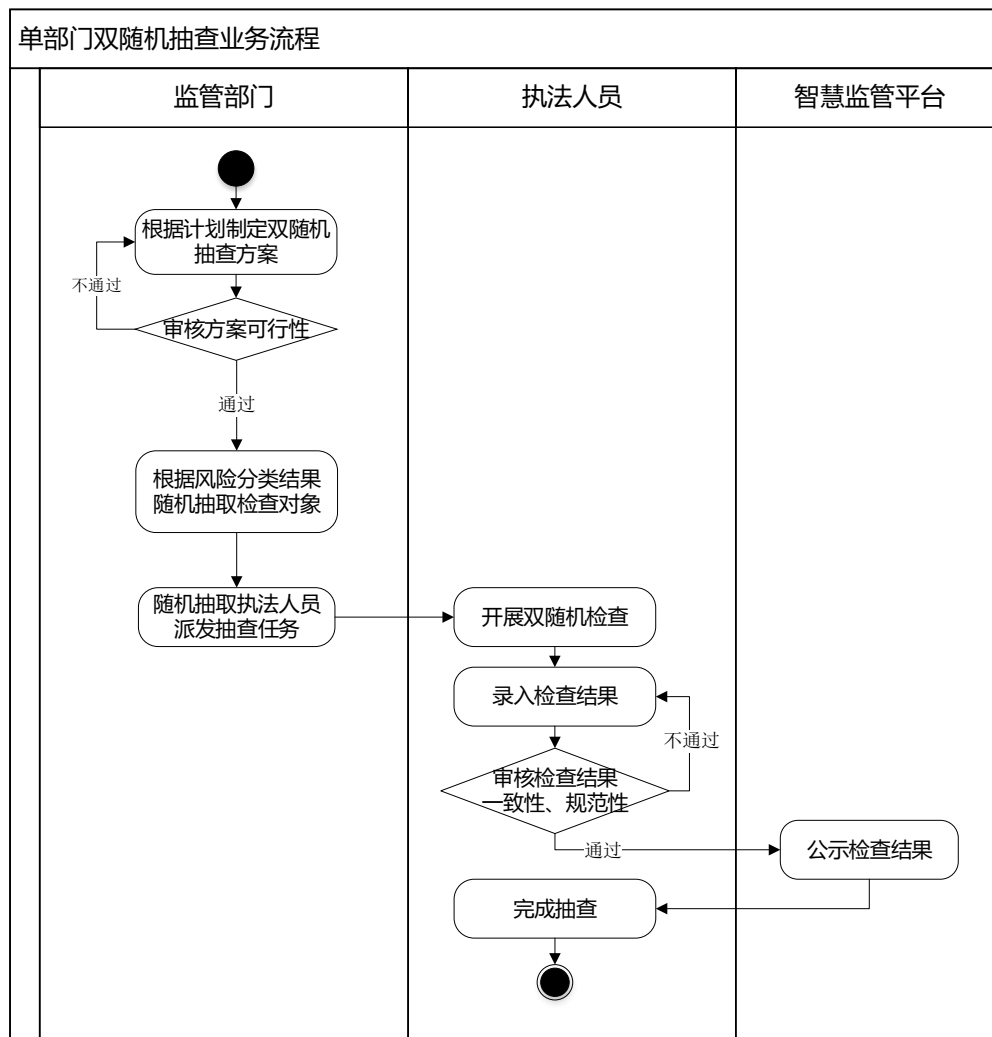 单部门双随机抽查业务流程
监管部门
执法人员
智慧监管平台
根据计划制定双随机
抽查方案
不通过
审核方案可行性
通过
根据风险分类结果
随机抽取检查对象
随机抽取执法人员
派发抽查任务
开展双随机检查
录入检查结果
不通过
审核检查结果
一致性、规范性
通过
公示检查结果
完成抽查